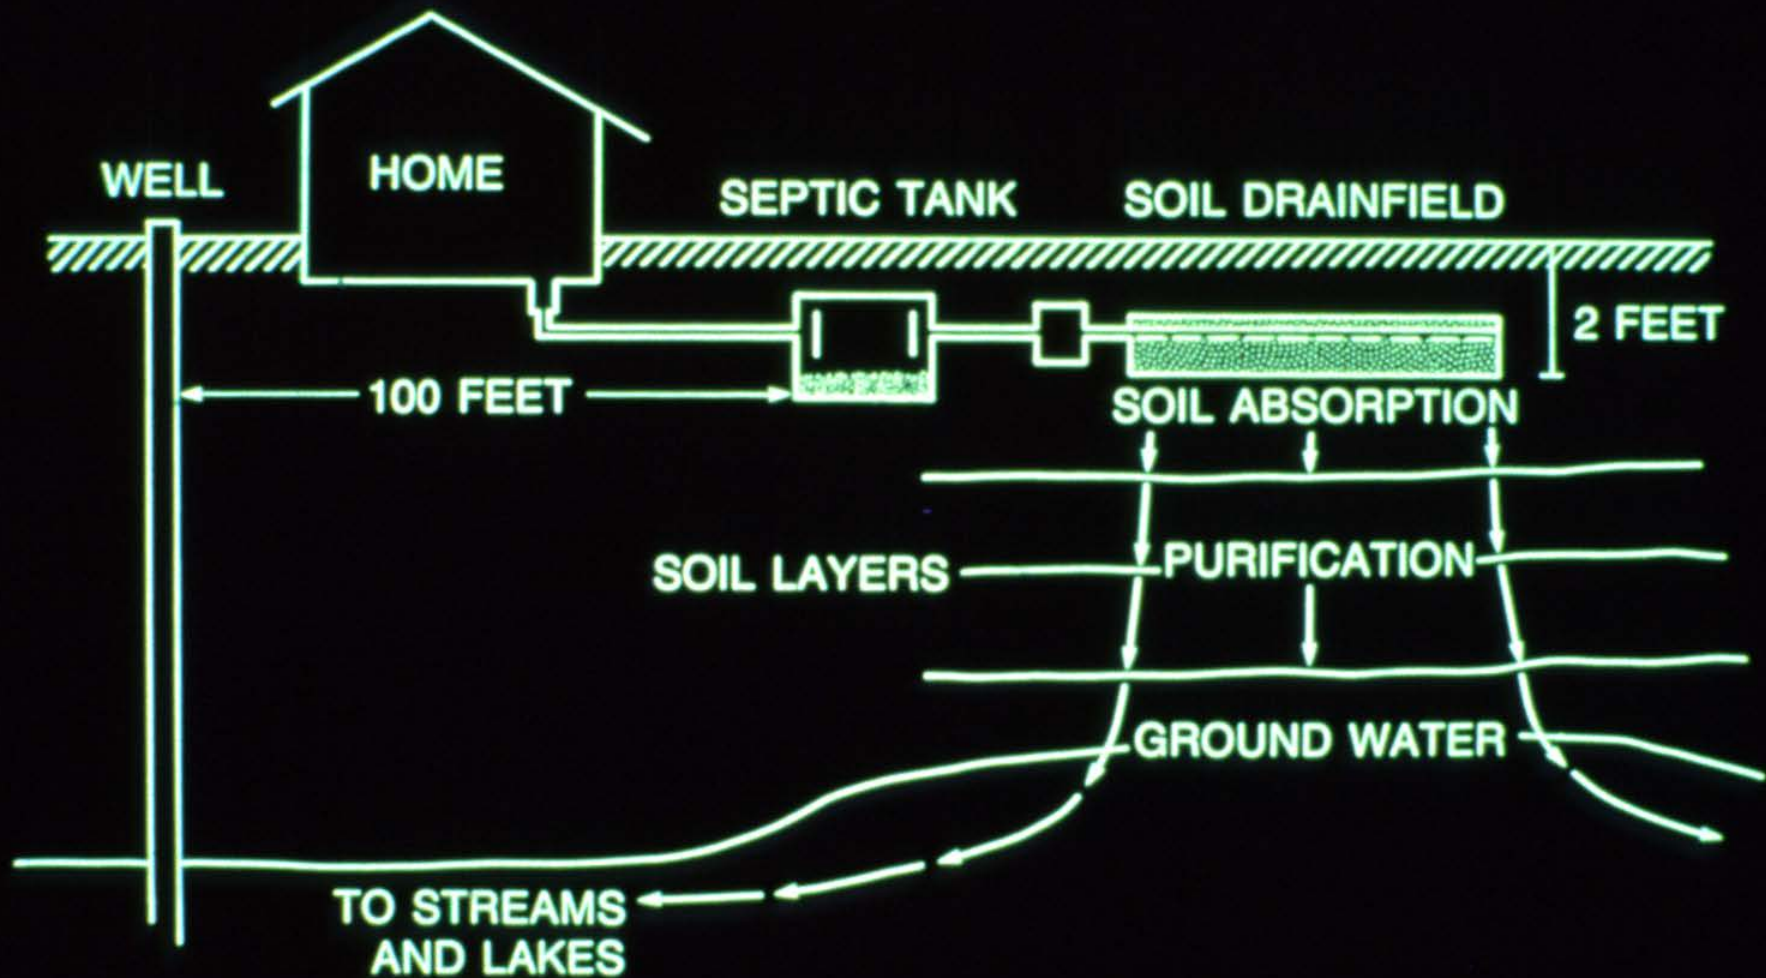 WELL
HOME
SEPTIC TANK
SOIL DRAINFIELD
2 FEET
100 FEET
SOIL ABSORPTION
SOIL LAYERS
PURIFICATION
GROUND WATER
TO STREAMS
AND LAKES